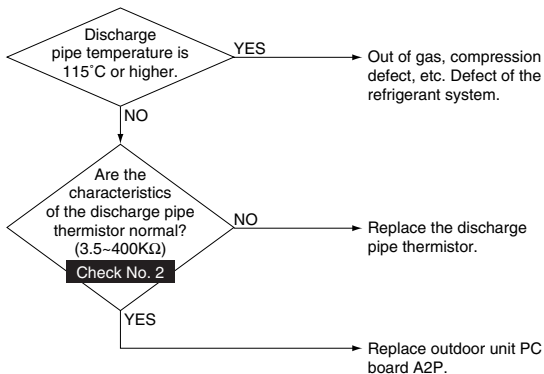 Discharge
pipe temperature is
115˚C or higher.
YES
Out of gas, compression
defect, etc. Defect of the
refrigerant system.
NO
Are the
characteristics
of the discharge pipe
thermistor normal?
(3.5~400KΩ)
Check No. 2
NO
Replace the discharge
pipe thermistor.
YES
Replace outdoor unit PC
board A2P.